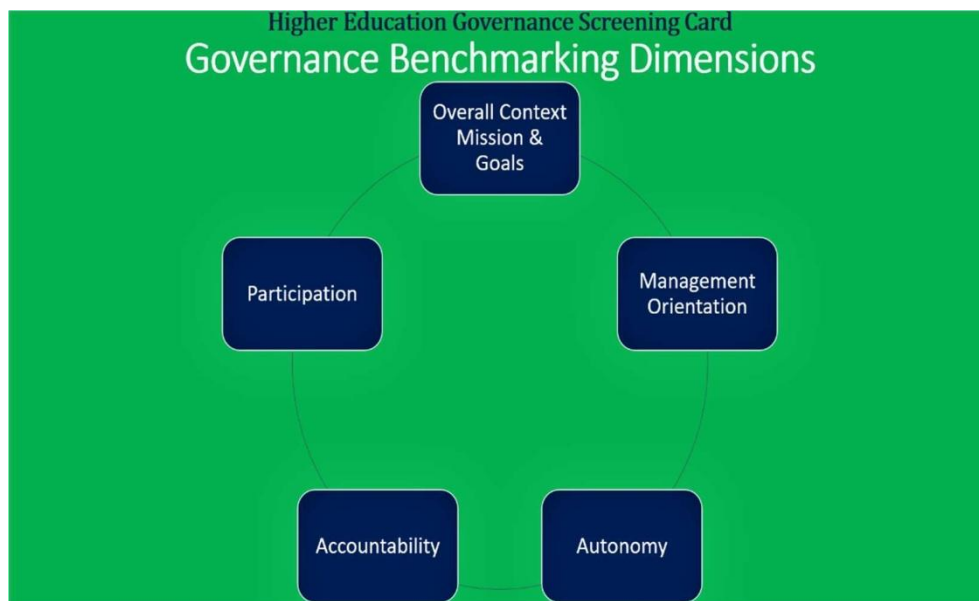 Higher Education Governance Screening Card
Governance Benchmarking Dimensions
Overall Context
Mission &
Goals
Management
Orientation
Autonomy
Accountability
Participation